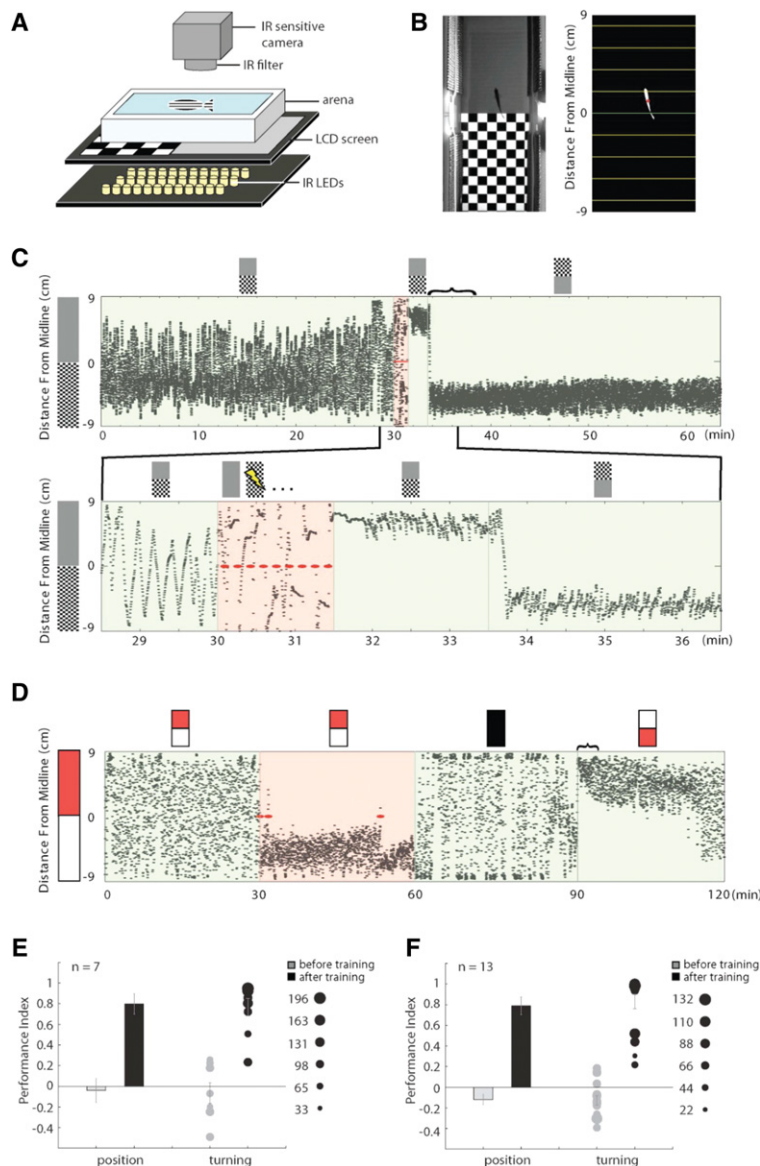 A
IR sensitive
camera
IR filter
arena
LCD screen
IR LEDs
B
Distance From Midline (cm)
9
0
-9
C
Distance From Midline (cm)
9
0
-9
0 10 20 30 40 50 60 (min)
Distance From Midline (cm)
9
0
-9
...
29 30 31 32 33 34 35 36 (min)
D
Distance From Midline (cm)
9
0
-9
0 30 60 90 120 (min)
E
n = 7
Performance Index
1
0.8
0.6
0.4
0.2
0
-0.2
-0.4
position turning
before training
after training
196
163
131
98
65
33
F
n = 13
Performance Index
1
0.8
0.6
0.4
0.2
0
-0.2
-0.4
position turning
before training
after training
132
110
88
66
44
22